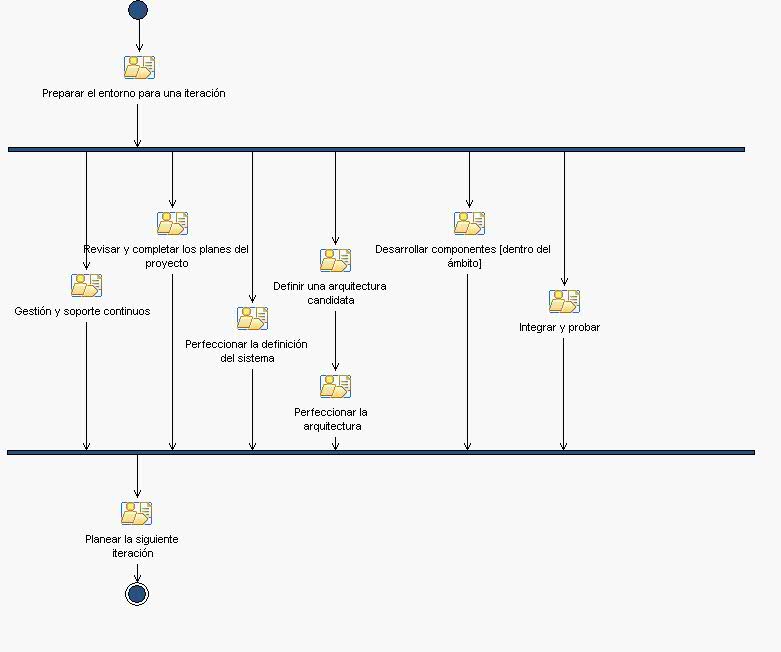 Preparar el entorno para una iteración
Revisar y completar los planes del
proyecto
Desarrollar componentes [dentro del
ámbito]
Gestión y soporte continuos
Definir una arquitectura
candidata
Perfeccionar la definición
del sistema
Integrar y probar
Perfeccionar la
arquitectura
Planear la siguiente
iteración